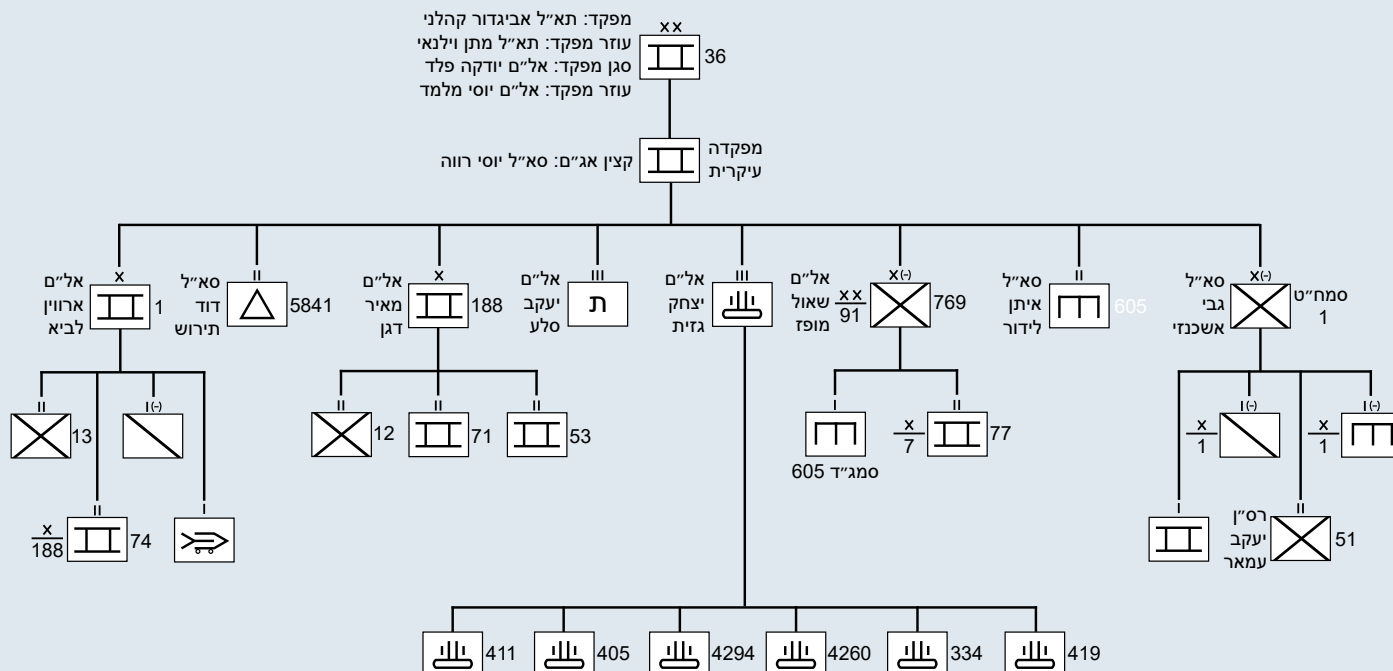 מפקד: תא״ל אביגדור קהלני
עוזר מפקד: תא״ל מתן וילנאי
סגן מפקד: אל״ם יודקה פלד
עוזר מפקד: אל״ם יוסי מלמד
xx
36
מפקדה
עיקרית
קצין אג״ם: סא״ל יוסי רווה
x(-)
סמח״ט
1
סא״ל
גבי
אשכנזי
II
605
סא״ל
איתן
לידור
x(-)
769
xx
91
אל״ם
שאול
מופז
III
אל״ם
יצחק
גזית
III
ת
אל״ם
יעקב
סלע
x
188
אל״ם
מאיר
דגן
II
5841
סא״ל
דוד
תירוש
x
1
אל״ם
ארווין
לביא
I(-)
x
1
I(-)
x
1
II
51
רס״ן
יעקב
עמאר
I
II
77
x
7
I
סמג״ד 605
II
53
II
71
II
12
I
I(-)
II
74
x
188
II
13
419
334
4260
4294
405
411